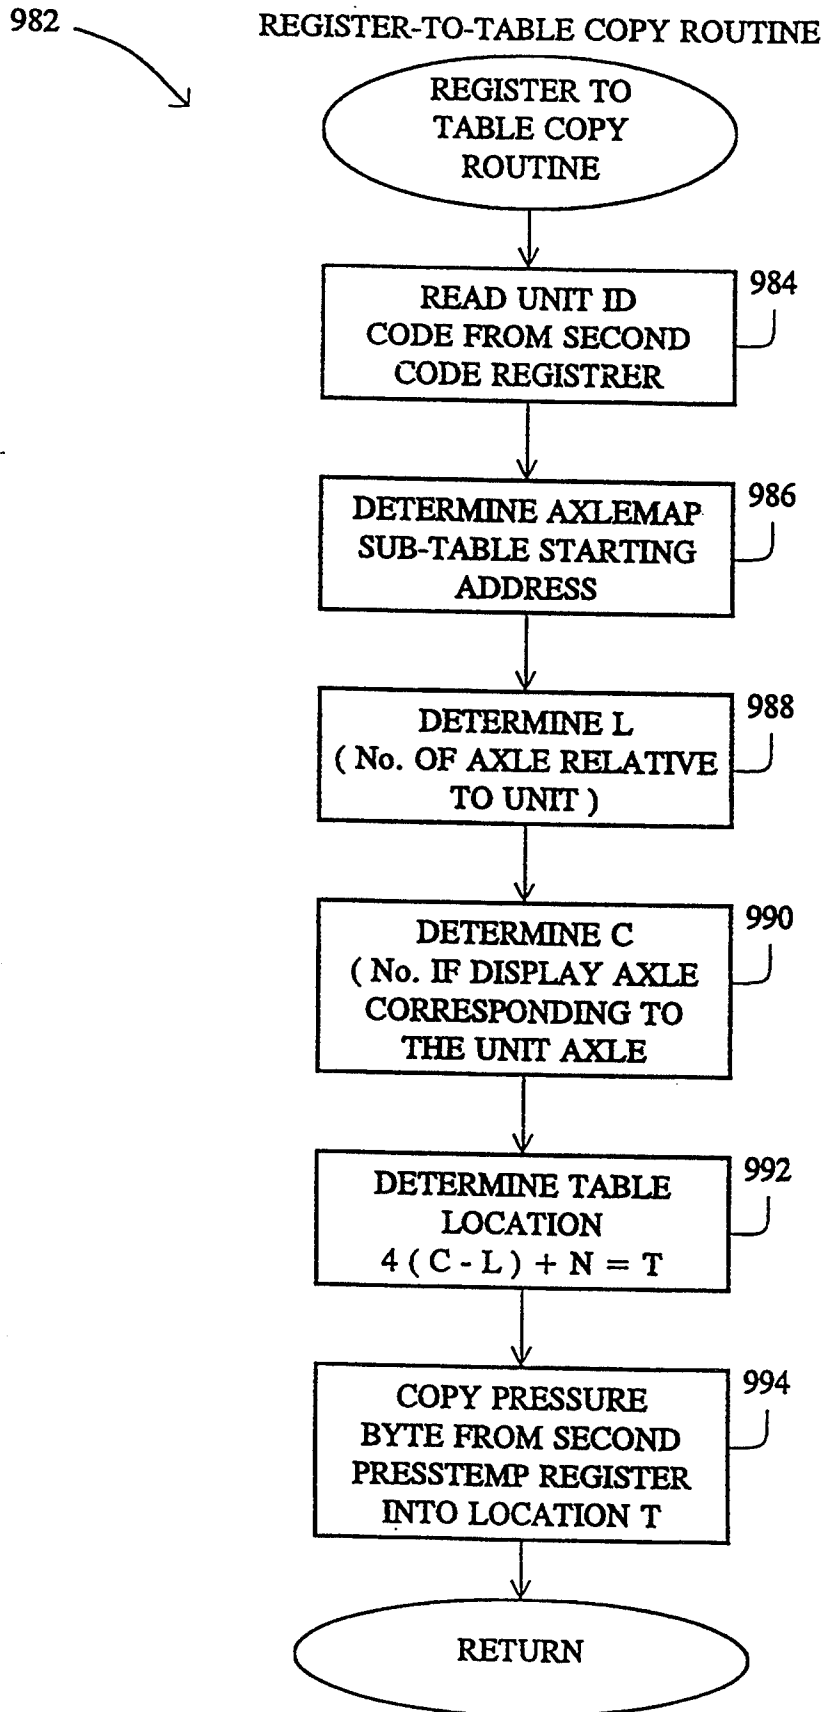 982
REGISTER-TO-TABLE COPY ROUTINE
REGISTER TO
TABLE COPY
ROUTINE
984
READ UNIT ID
CODE FROM SECOND
CODE REGISTRER
986
DETERMINE AXLEMAP
SUB-TABLE STARTING
ADDRESS
988
DETERMINE L
( No. OF AXLE RELATIVE
TO UNIT )
990
DETERMINE C
( No. IF DISPLAY AXLE
CORRESPONDING TO
THE UNIT AXLE
992
DETERMINE TABLE
LOCATION
4 ( C - L ) + N = T
994
COPY PRESSURE
BYTE FROM SECOND
PRESSTEMP REGISTER
INTO LOCATION T
RETURN